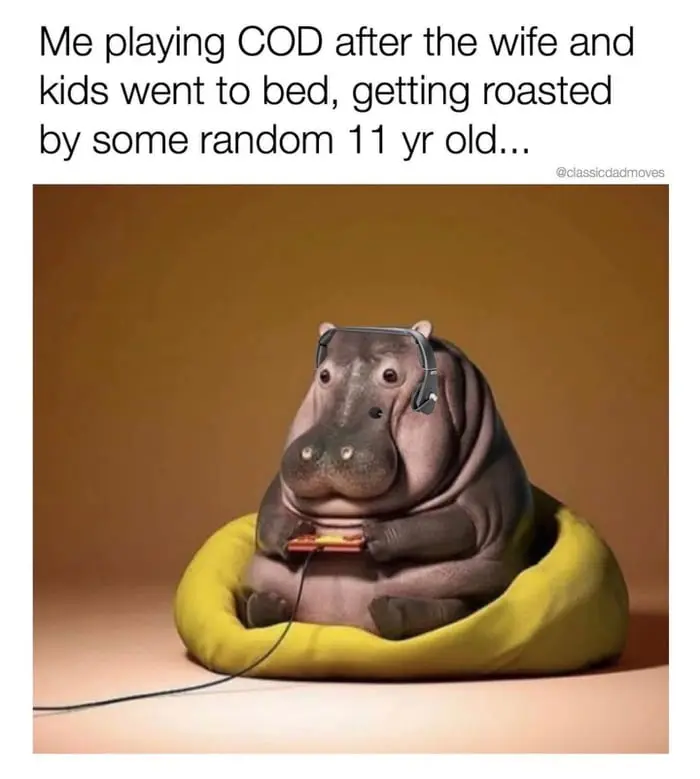 Me playing COD after the wife and
kids went to bed, getting roasted
by some random 11 yr old...
@classicdadmoves